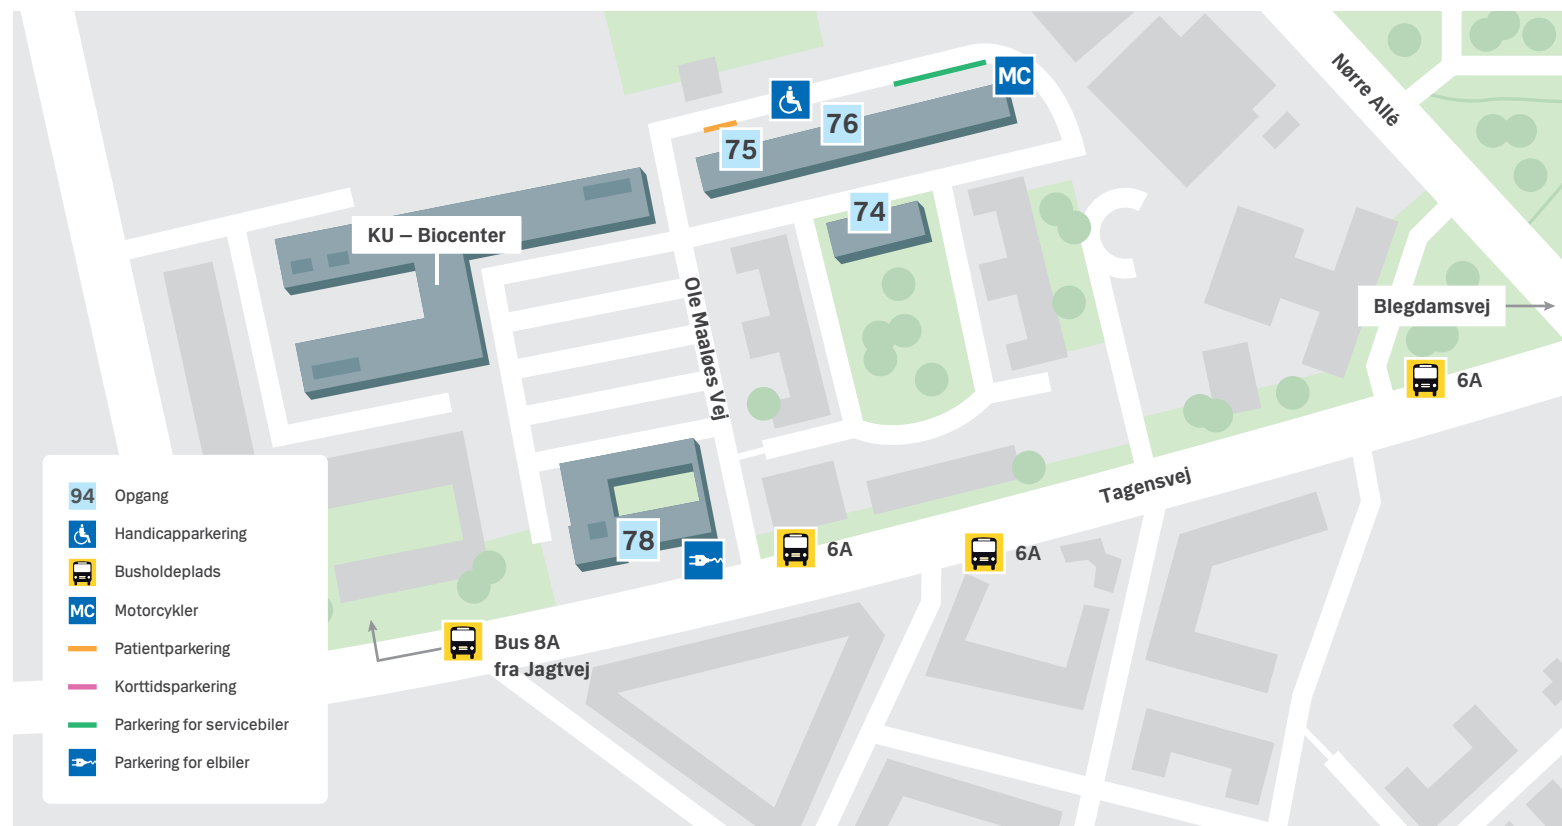 Nørre Allé
MC
76
75
74
KU – Biocenter
Blegdamsvej
Ole Maaløes Vej
6A
Tagensvej
78
6A
6A
Bus 8A
fra Jagtvej
94 Opgang
Handicapparkering
Busholdeplads
MC Motorcykler
Patientparkering
Korttidsparkering
Parkering for servicebiler
Parkering for elbiler